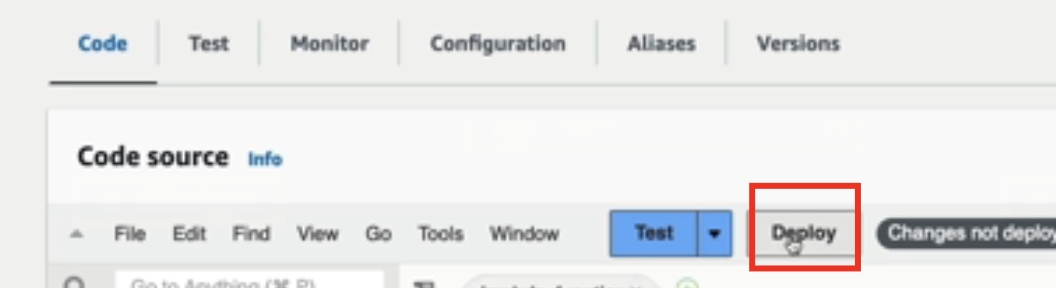 Code Test Monitor Configuration Aliases Versions
Code source Info
File Edit Find View Go Tools Window Test Deploy Changes not deploy
Go to Anything (⌘ P)